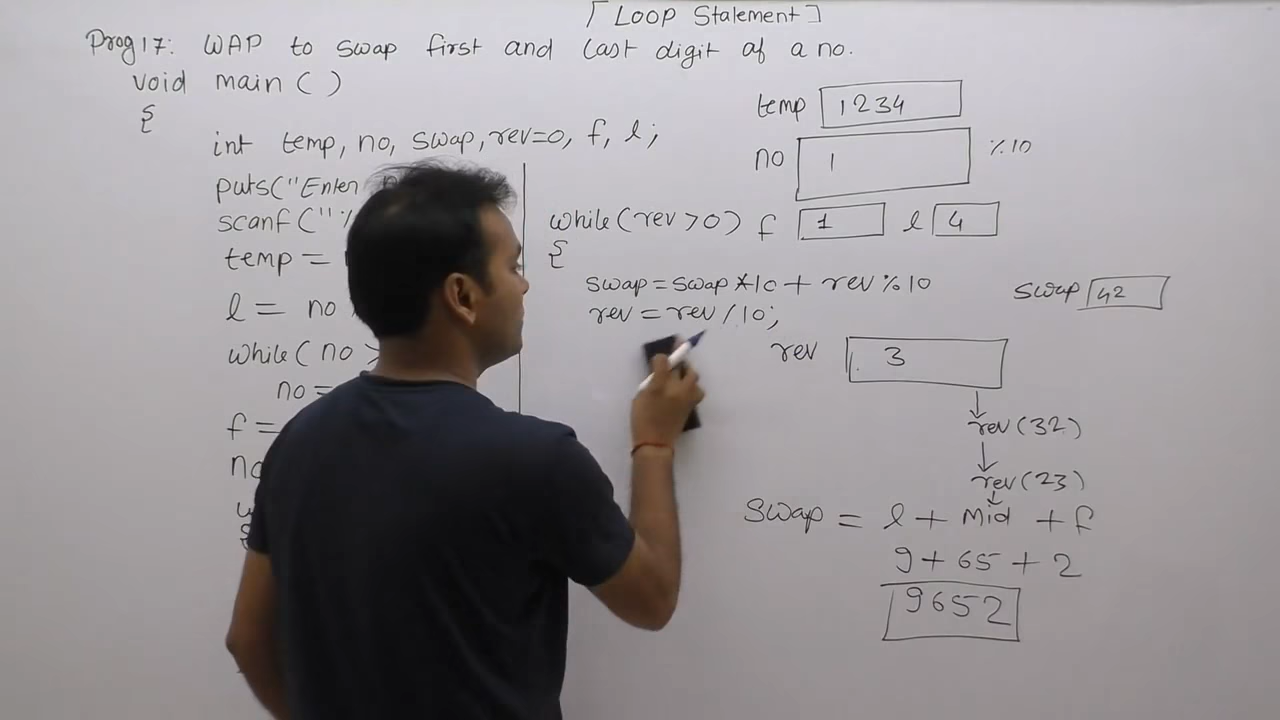 [Loop Statement]
Prog 17: WAP to swap first and last digit of a no.
void main ( )
{
int temp, no, swap, rev=0, f, l;
puts("Enter
scanf("%
temp =
l = no
while( no >
no =
f =
no
temp 1234
no 1 %10
while(rev >0) f 1 l 4
{
swap = swap *10 + rev % 10
rev = rev / 10;
swap 42
rev 3
rev(32)
rev(23)
swap = l + Mid + f
9 + 65 + 2
9652